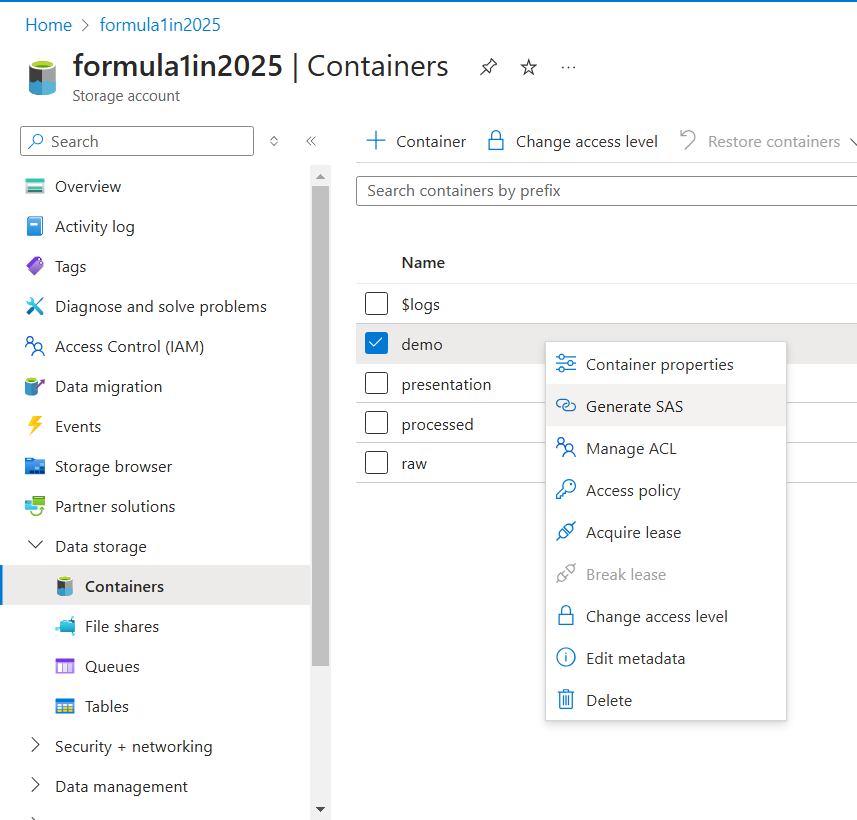 Home > formula1in2025
formula1in2025 | Containers
Storage account
Search
Container
Change access level
Restore containers
Search containers by prefix
Overview
Activity log
Tags
Diagnose and solve problems
Access Control (IAM)
Data migration
Events
Storage browser
Partner solutions
Data storage
Containers
File shares
Queues
Tables
Security + networking
Data management
Name
$logs
demo
presentation
processed
raw
Container properties
Generate SAS
Manage ACL
Access policy
Acquire lease
Break lease
Change access level
Edit metadata
Delete